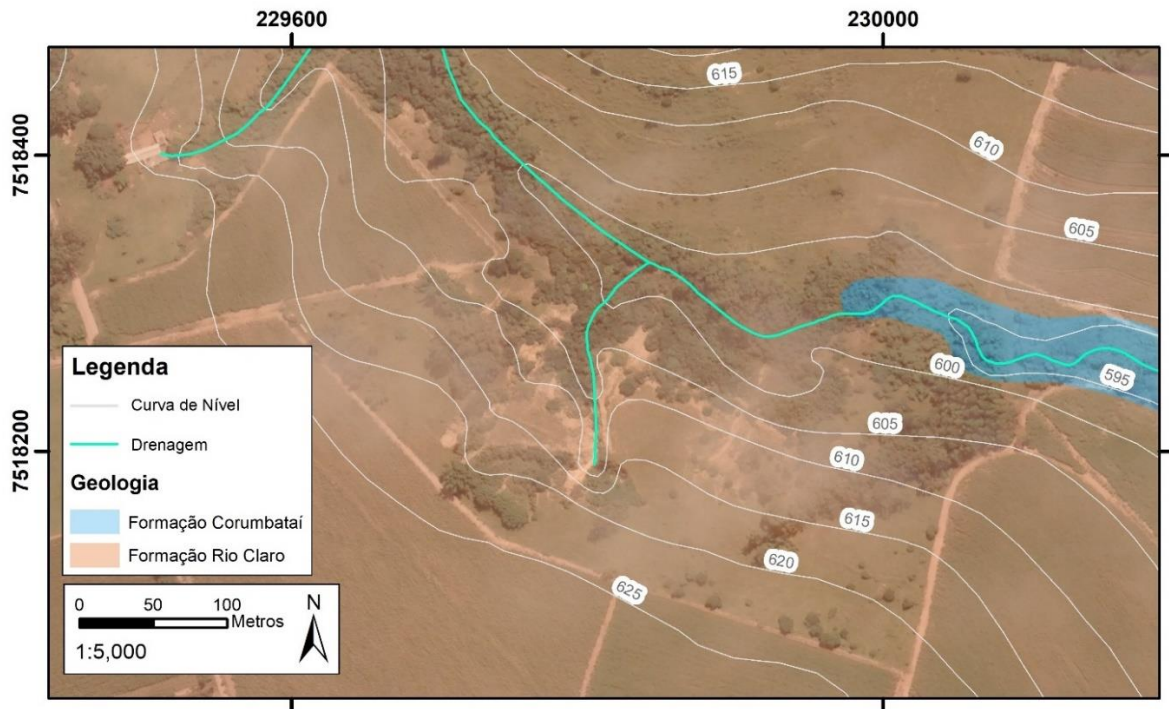 229600
230000
615
7518400
610
605
600
595
605
7518200
610
615
620
625
Legenda
Curva de Nível
Drenagem
Geologia
Formação Corumbataí
Formação Rio Claro
0 50 100
Metros
N
1:5,000